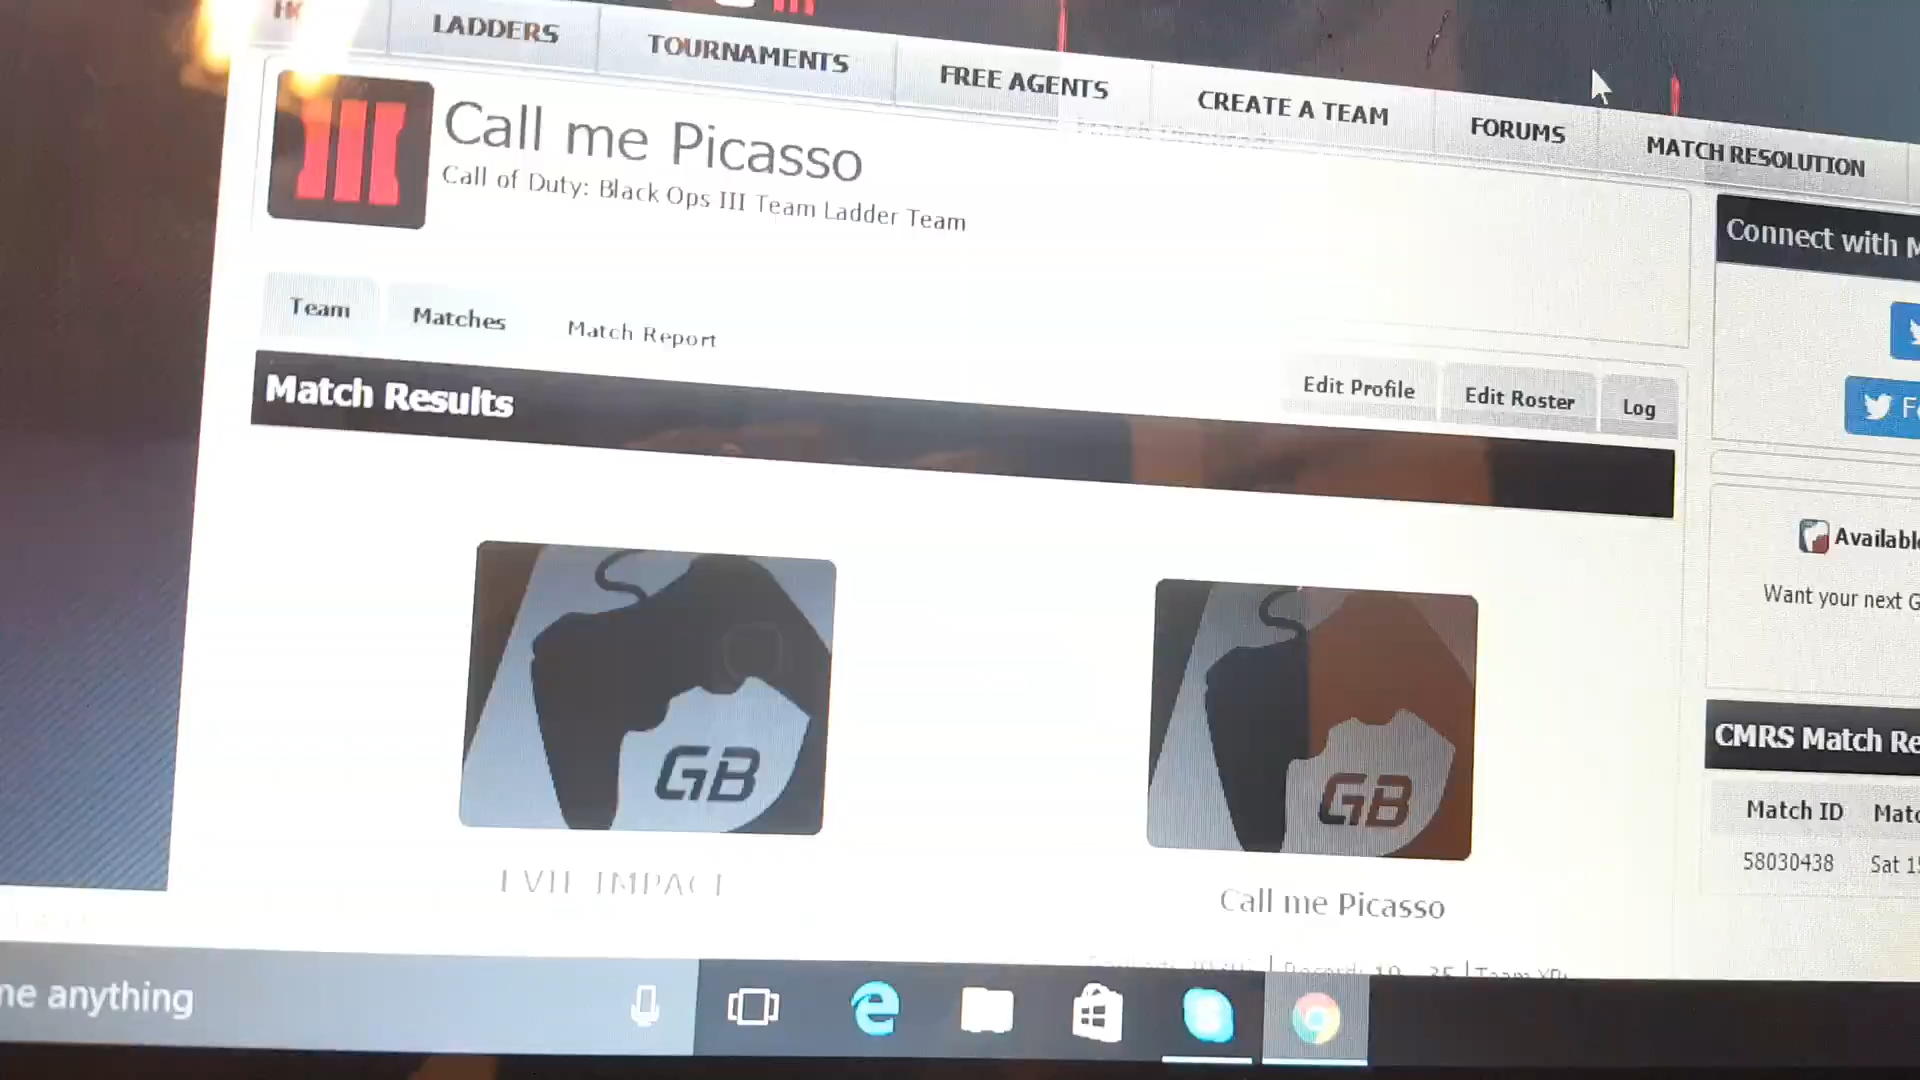 LADDERS
TOURNAMENTS
FREE AGENTS
CREATE A TEAM
FORUMS
MATCH RESOLUTION
Call me Picasso
Call of Duty: Black Ops III Team Ladder Team
Connect with
Team
Matches
Match Report
Edit Profile
Edit Roster
Log
Match Results
Available
Want your next
GB
GB
CMRS Match
Match ID
58030438
Sat
EVIL IMPACT
Call me Picasso
anything